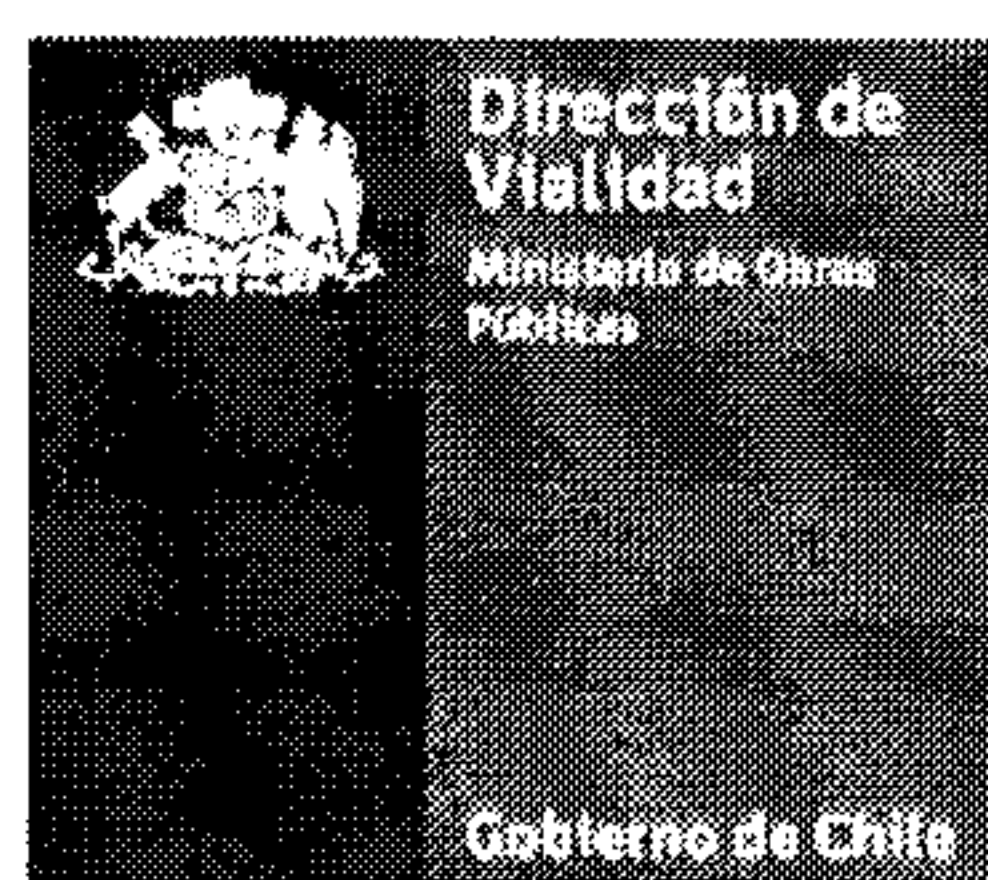 Dirección de
Vialidad
Ministerio de Obras
Públicas
Gobierno de Chile